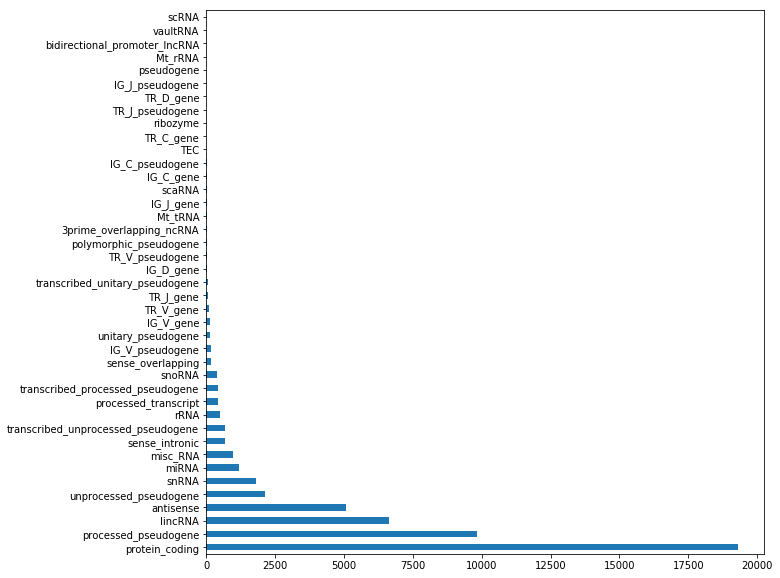 scRNA
vaultRNA
bidirectional_promoter_lncRNA
Mt_rRNA
pseudogene
IG_J_pseudogene
TR_D_gene
TR_J_pseudogene
ribozyme
TR_C_gene
TEC
IG_C_pseudogene
IG_C_gene
scaRNA
IG_J_gene
Mt_tRNA
3prime_overlapping_ncRNA
polymorphic_pseudogene
TR_V_pseudogene
IG_D_gene
transcribed_unitary_pseudogene
TR_J_gene
TR_V_gene
IG_V_gene
unitary_pseudogene
IG_V_pseudogene
sense_overlapping
snoRNA
transcribed_processed_pseudogene
processed_transcript
rRNA
transcribed_unprocessed_pseudogene
sense_intronic
misc_RNA
miRNA
snRNA
unprocessed_pseudogene
antisense
lincRNA
processed_pseudogene
protein_coding
0 2500 5000 7500 10000 12500 15000 17500 20000